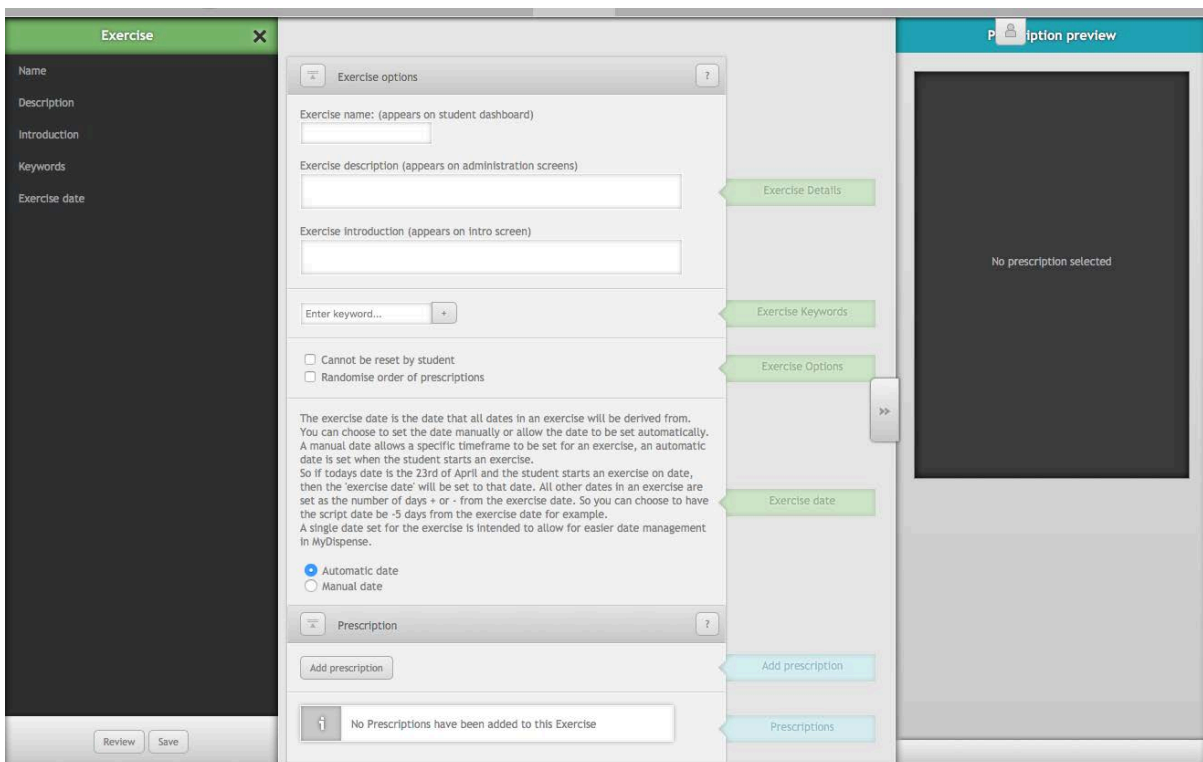 Exercise
Name
Description
Introduction
Keywords
Exercise date
Review
Save
Exercise options
?
Exercise name: (appears on student dashboard)
Exercise description (appears on administration screens)
Exercise introduction (appears on intro screen)
Enter keyword...
+
Cannot be reset by student
Randomise order of prescriptions
The exercise date is the date that all dates in an exercise will be derived from.
You can choose to set the date manually or allow the date to be set automatically.
A manual date allows a specific timeframe to be set for an exercise, an automatic
date is set when the student starts an exercise.
So if todays date is the 23rd of April and the student starts an exercise on date,
then the 'exercise date' will be set to that date. All other dates in an exercise are
set as the number of days + or - from the exercise date. So you can choose to have
the script date be -5 days from the exercise date for example.
A single date set for the exercise is intended to allow for easier date management
in MyDispense.
Automatic date
Manual date
Prescription
?
Add prescription
i
No Prescriptions have been added to this Exercise
Exercise Details
Exercise Keywords
Exercise Options
Exercise date
Add prescription
Prescriptions
>>
P iption preview
No prescription selected